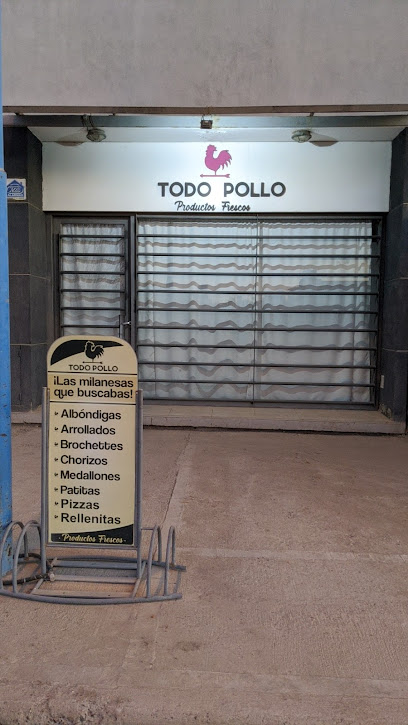 TODO POLLO
Productos Frescos
TODO POLLO
¡Las milanesas
que buscabas!
Albóndigas
Arrollados
Brochettes
Chorizos
Medallones
Patitas
Pizzas
Rellenitas
Productos Frescos